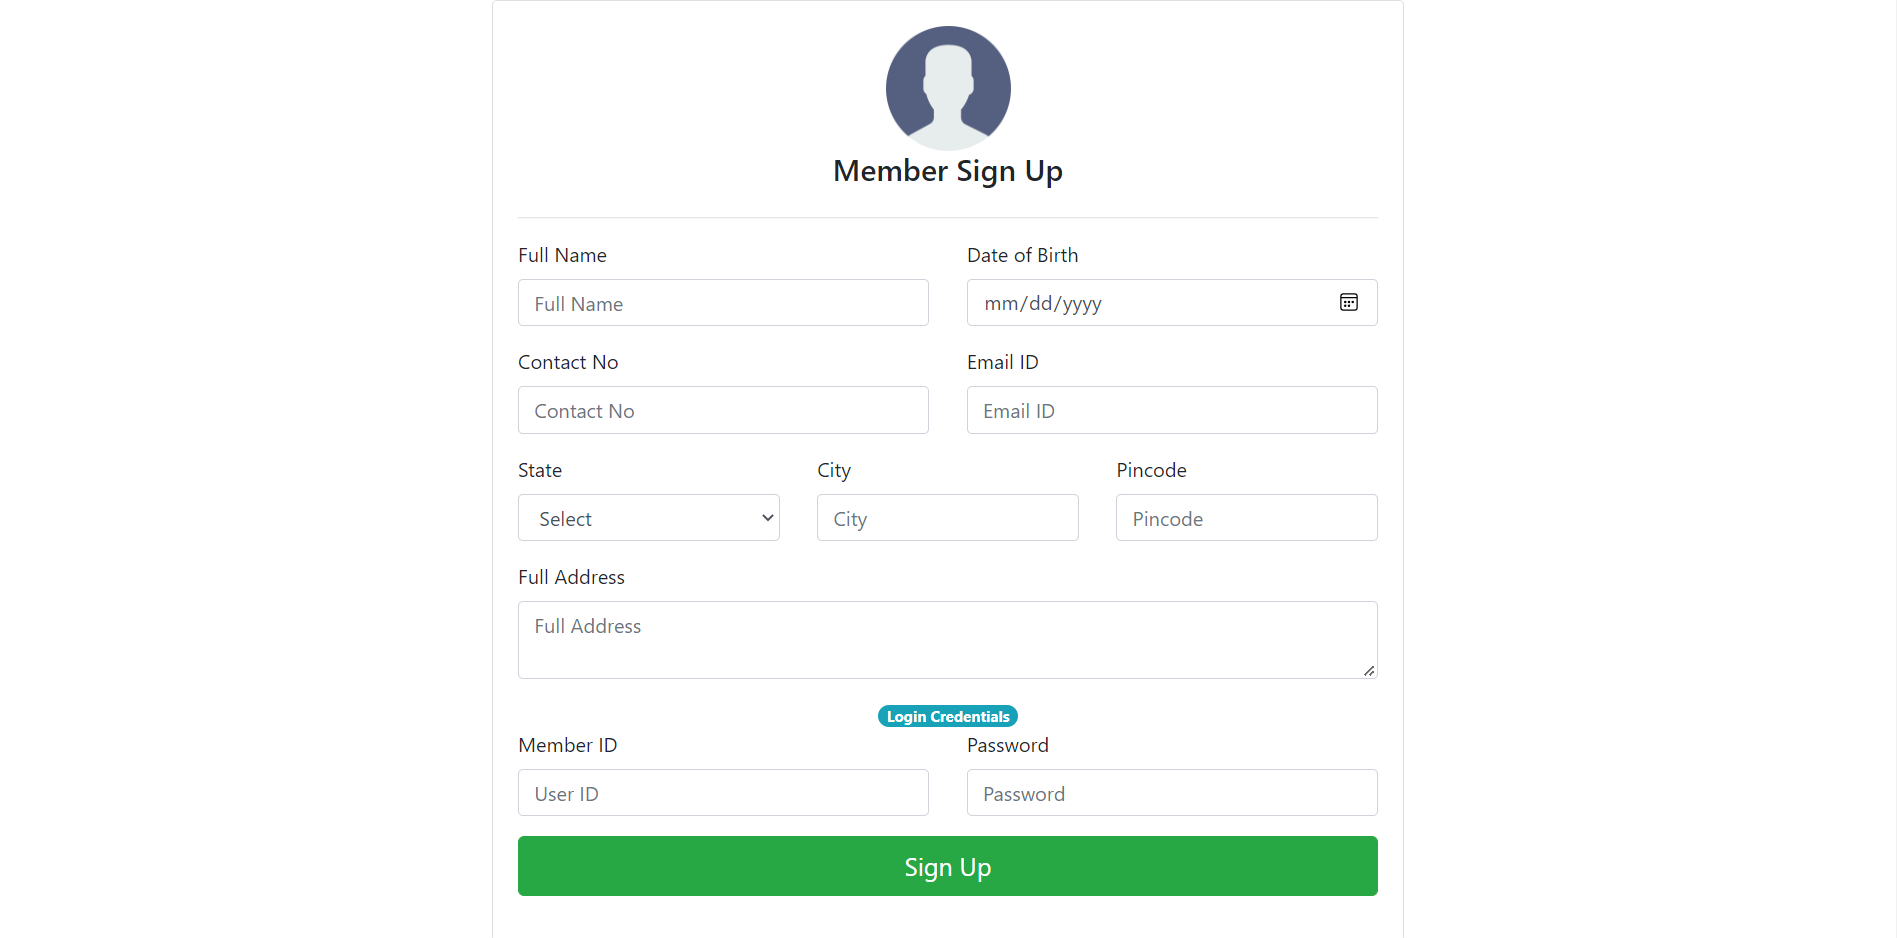 Member Sign Up
Full Name Date of Birth
Full Name mm/dd/yyyy
Contact No Email ID
Contact No Email ID
State City Pincode
Select City Pincode
Full Address
Full Address
Login Credentials
Member ID Password
User ID Password
Sign Up